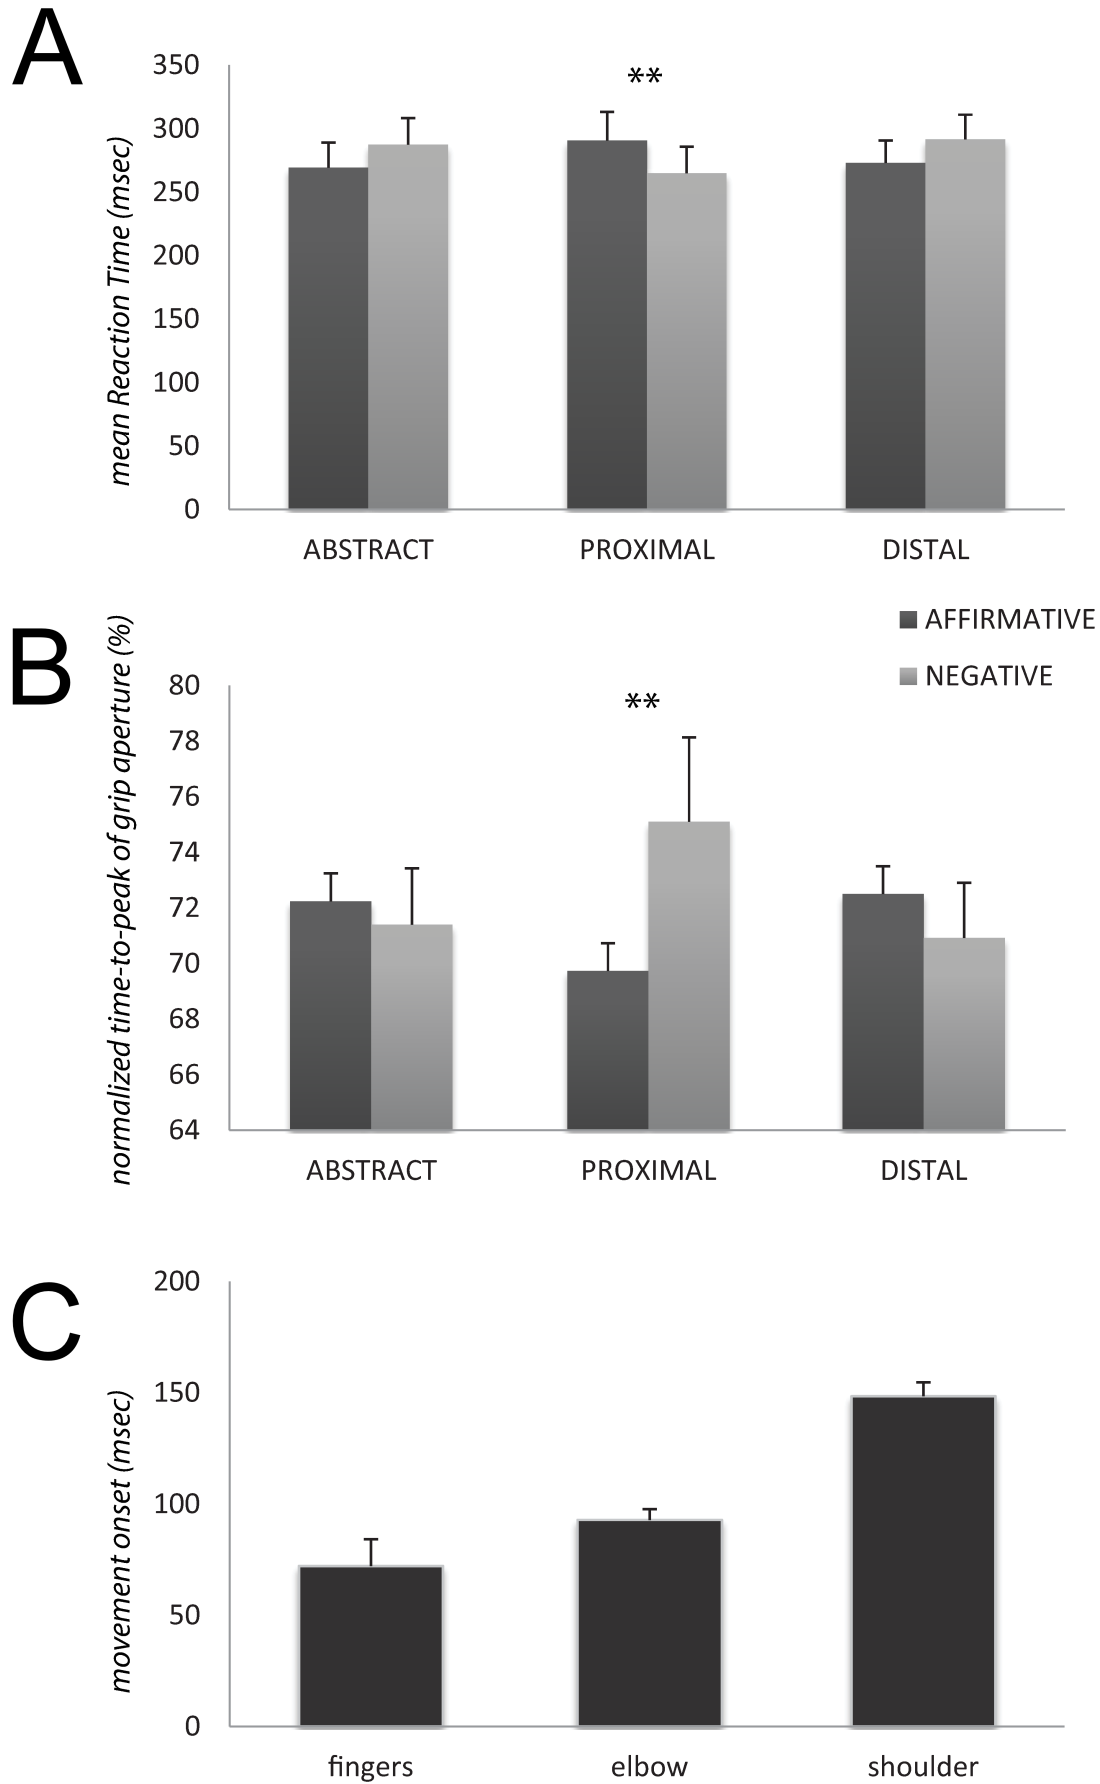 A
mean Reaction Time (msec)
350
300
250
200
150
100
50
0
**
ABSTRACT PROXIMAL DISTAL
AFFIRMATIVE
NEGATIVE
B
normalized time-to-peak of grip aperture (%)
80
78
76
74
72
70
68
66
64
**
ABSTRACT PROXIMAL DISTAL
C
movement onset (msec)
200
150
100
50
0
fingers elbow shoulder